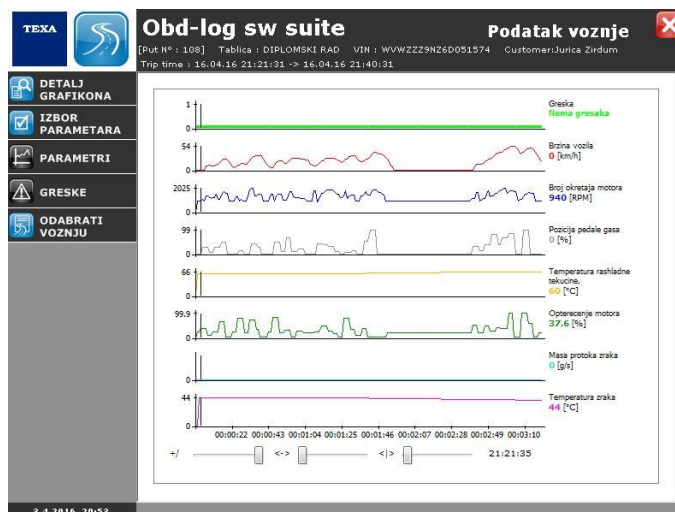 TEXA
Obd-log sw suite
Podatak voznje
[Put Nº : 108] Tablica : DIPLOMSKI RAD VIN : WVWZZZ9NZ6D051574 Customer:Jurica Zirdum
Trip time : 16.04.16 21:21:31 -> 16.04.16 21:40:31
DETALJ
GRAFIKONA
IZBOR
PARAMETARA
PARAMETRI
GRESKE
ODABRATI
VOZNJU
1
0
Greska
Nema gresaka
54
0
Brzina vozila
0 [km/h]
2025
0
Broj okretaja motora
940 [RPM]
99
0
Pozicija pedale gasa
0 [%]
66
0
Temperatura rashladne
tekucine,
60 [°C]
99.9
0
Opterecenje motora
37.6 [%]
0
Masa protoka zraka
0 [g/s]
44
0
Temperatura zraka
44 [°C]
00:00:22 00:00:43 00:01:04 00:01:25 00:01:46 00:02:07 00:02:28 00:02:49 00:03:10
+/ <-> <|> 21:21:35
3.4.2016 20:53